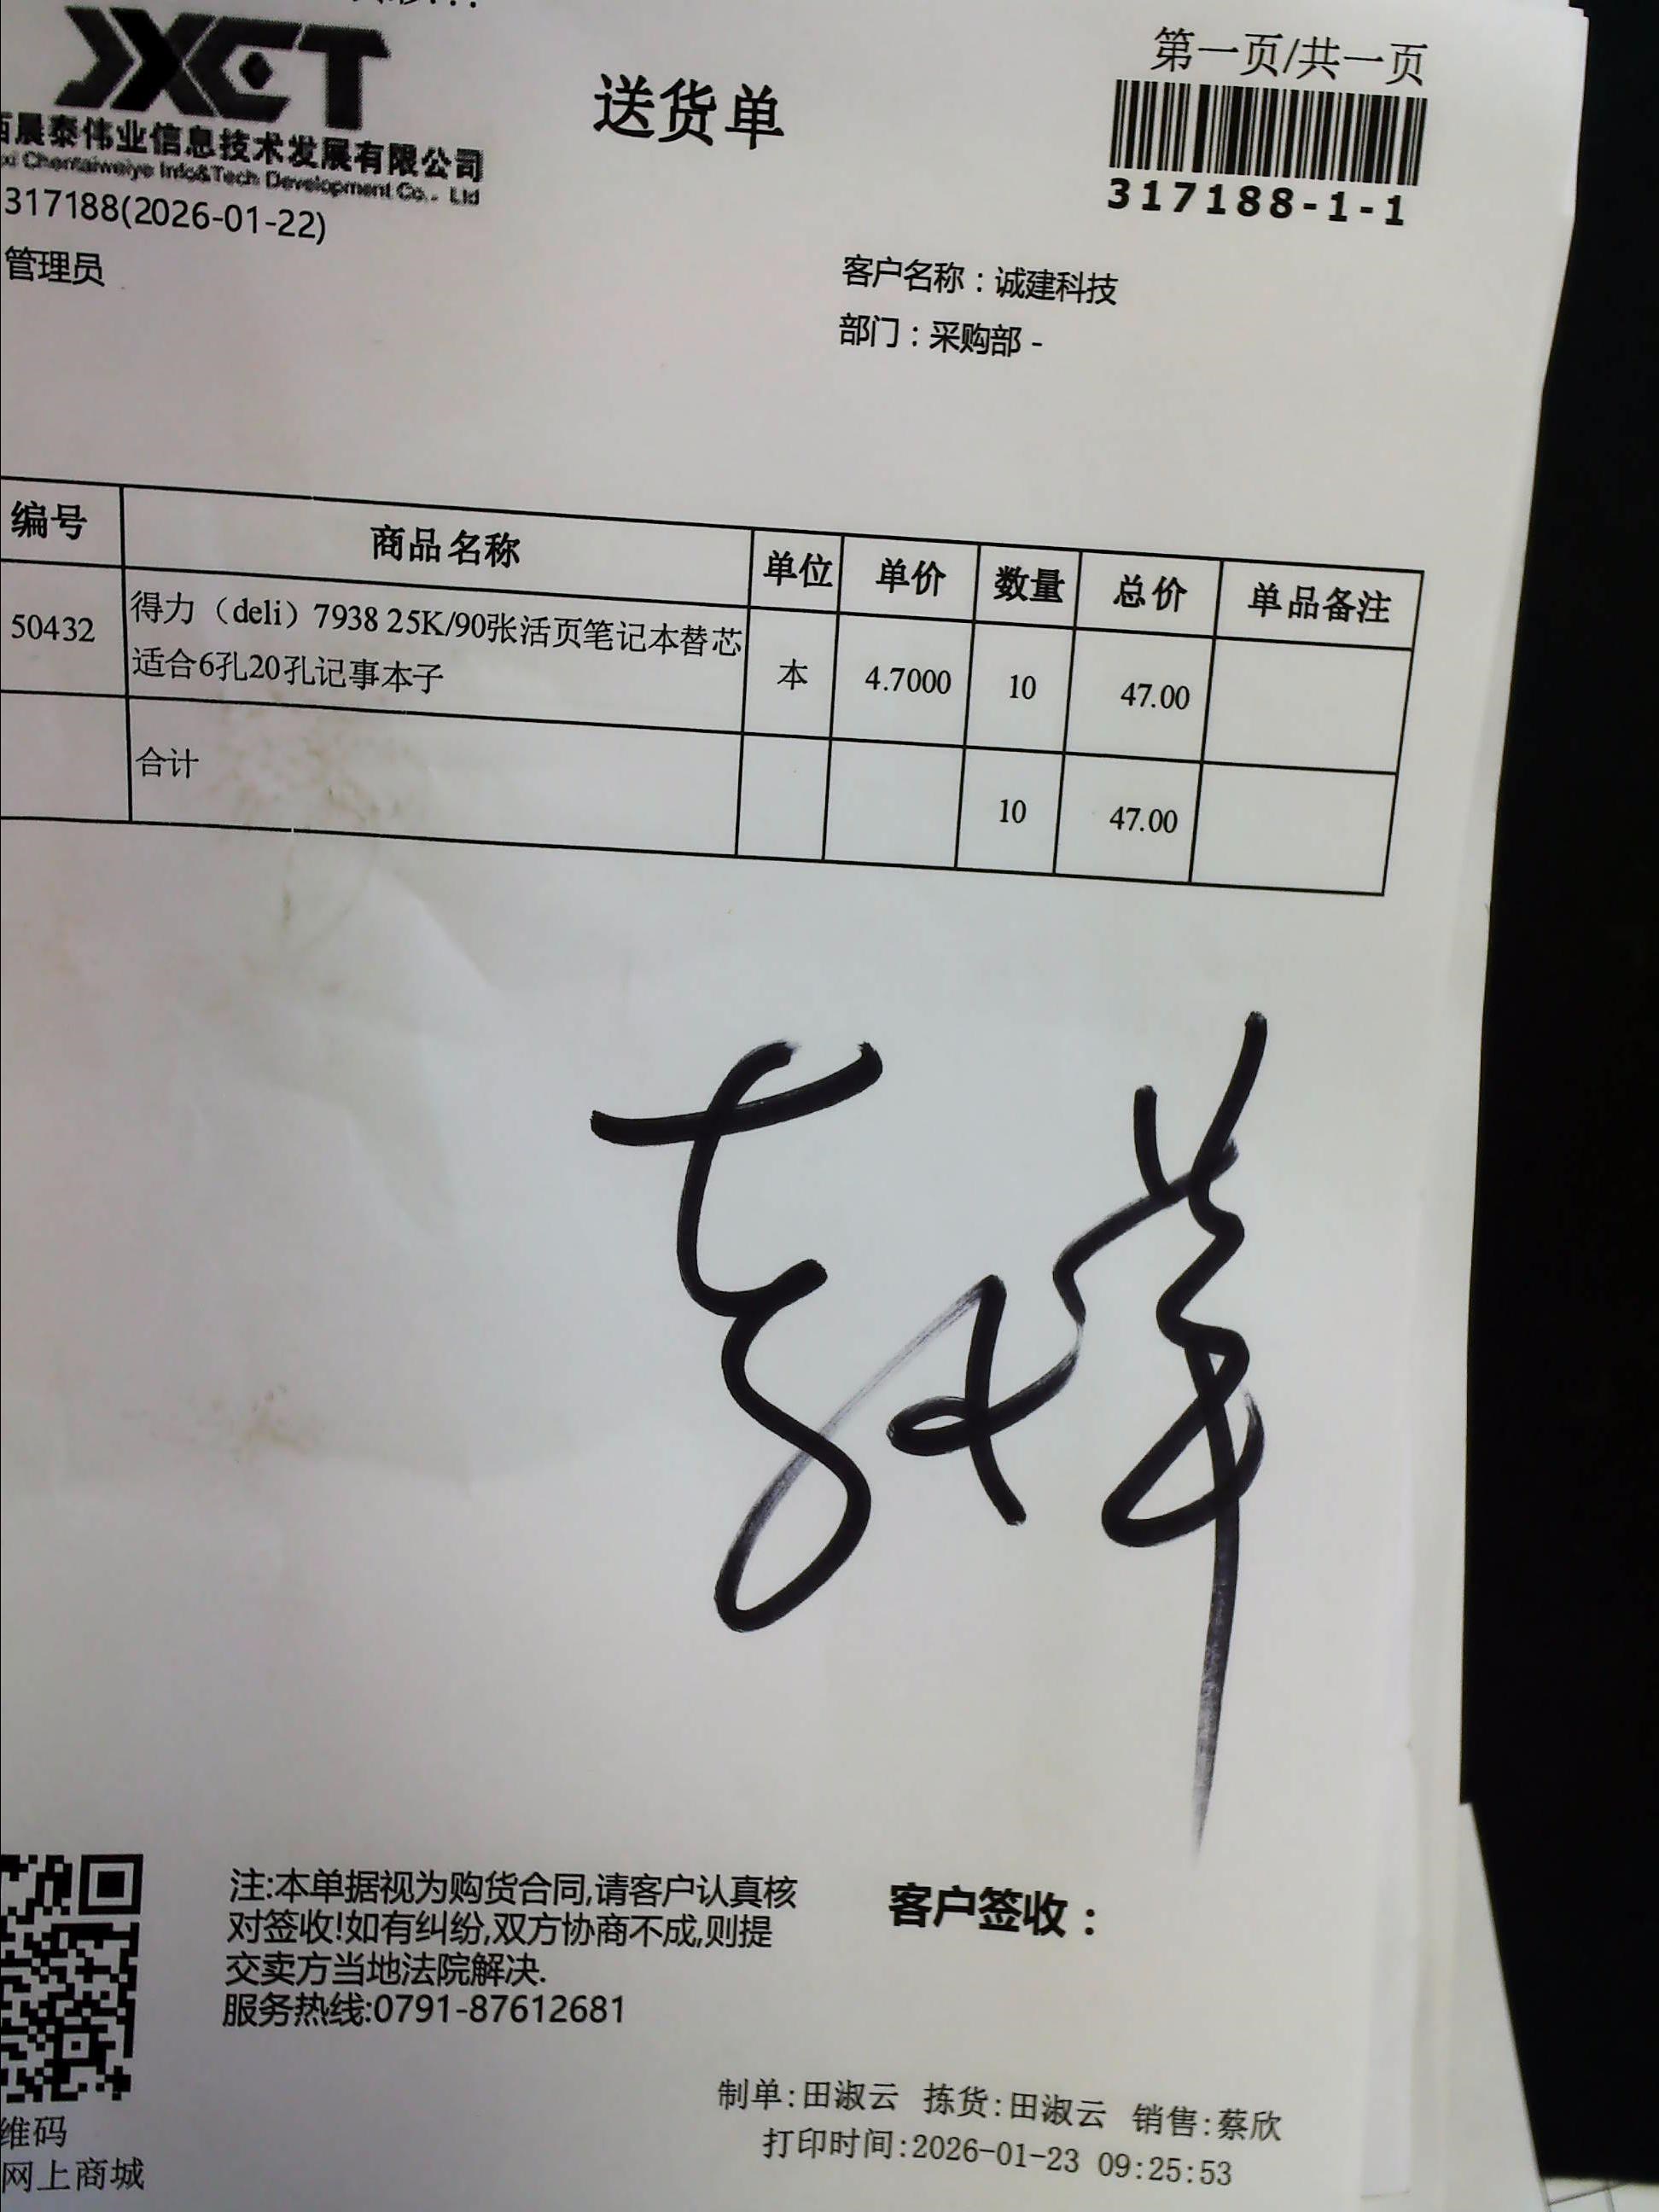 第一页/共一页
JXCT
送货单
西晨泰伟业信息技术发展有限公司
xi Chentaiweiye Info&Tech Development Co., Ltd
317188-1-1
317188(2026-01-22)
管理员
客户名称：诚建科技
部门：采购部 -
编号 商品名称 单位 单价 数量 总价 单品备注
50432 得力（deli）7938 25K/90张活页笔记本替芯 本 4.7000 10 47.00
适合6孔20孔记事本子
合计 10 47.00
注:本单据视为购货合同,请客户认真核
对签收!如有纠纷,双方协商不成,则提
交卖方当地法院解决.
服务热线:0791-87612681
客户签收：
维码
网上商城
制单:田淑云 拣货:田淑云 销售:蔡欣
打印时间:2026-01-23 09:25:53